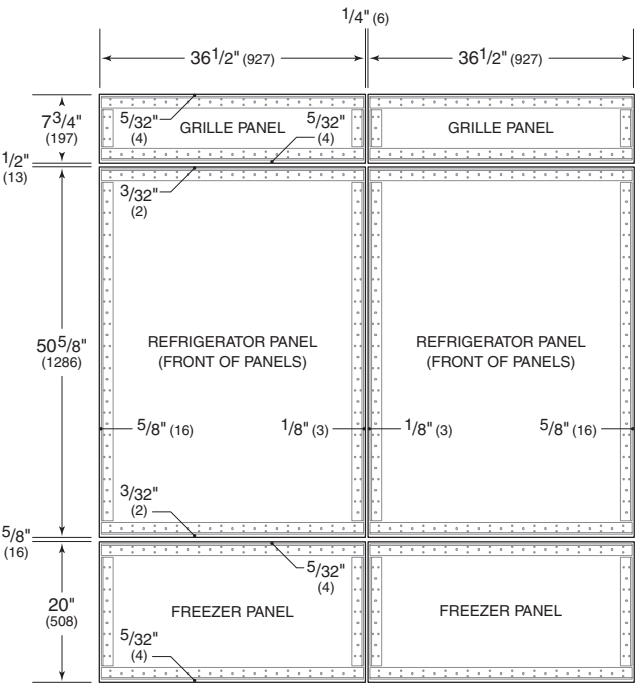 1/4" (6)
36 1/2" (927)
36 1/2" (927)
7 3/4"
(197)
5/32"
(4)
GRILLE PANEL
5/32"
(4)
GRILLE PANEL
1/2"
(13)
3/32"
(2)
50 5/8"
(1286)
REFRIGERATOR PANEL
(FRONT OF PANELS)
REFRIGERATOR PANEL
(FRONT OF PANELS)
5/8" (16)
1/8" (3)
1/8" (3)
5/8" (16)
3/32"
(2)
5/8"
(16)
5/32"
(4)
20"
(508)
FREEZER PANEL
FREEZER PANEL
5/32"
(4)